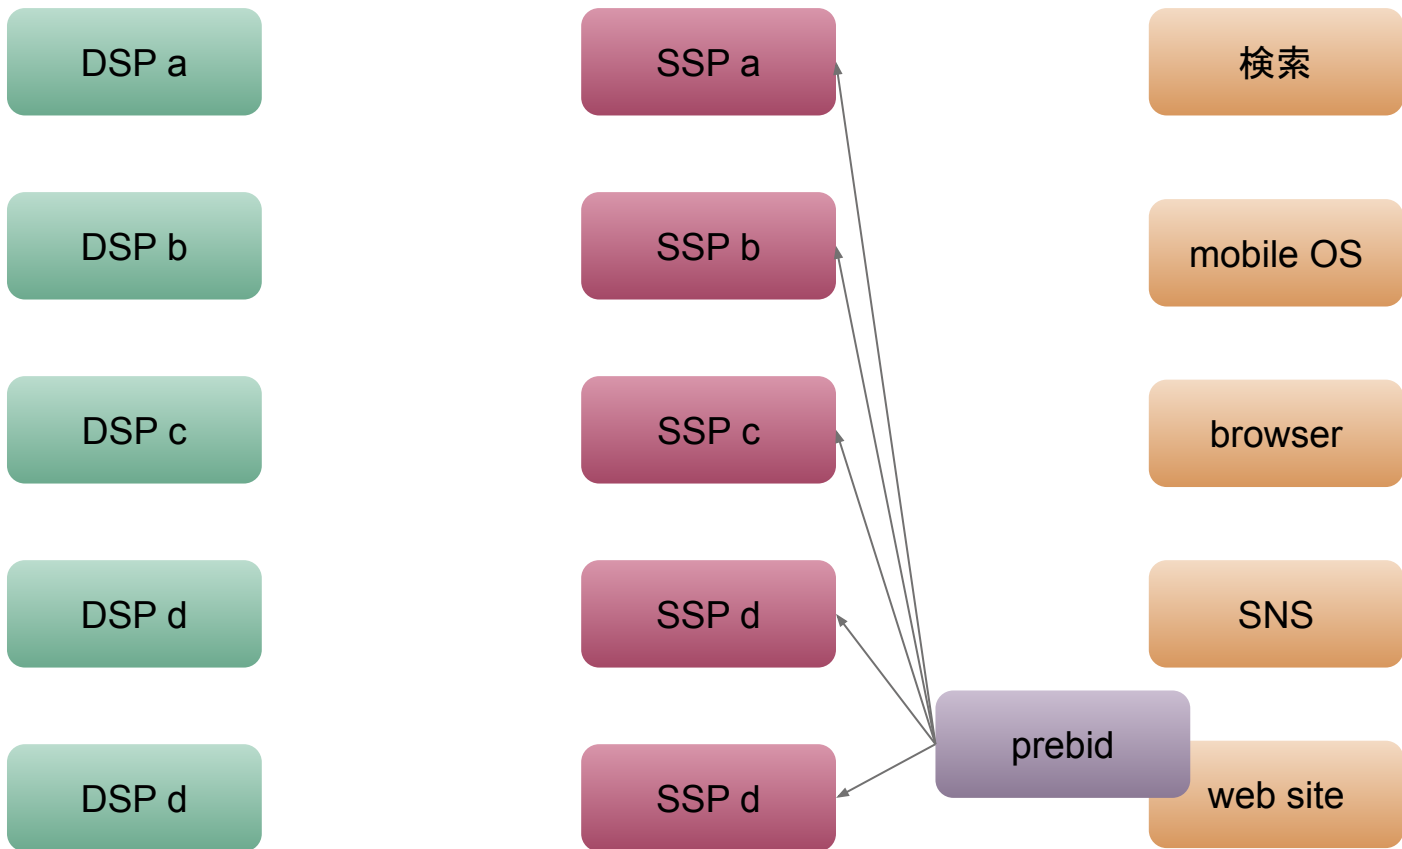 DSP a
SSP a
検索
DSP b
SSP b
mobile OS
DSP c
SSP c
browser
DSP d
SSP d
SNS
prebid
DSP d
SSP d
web site